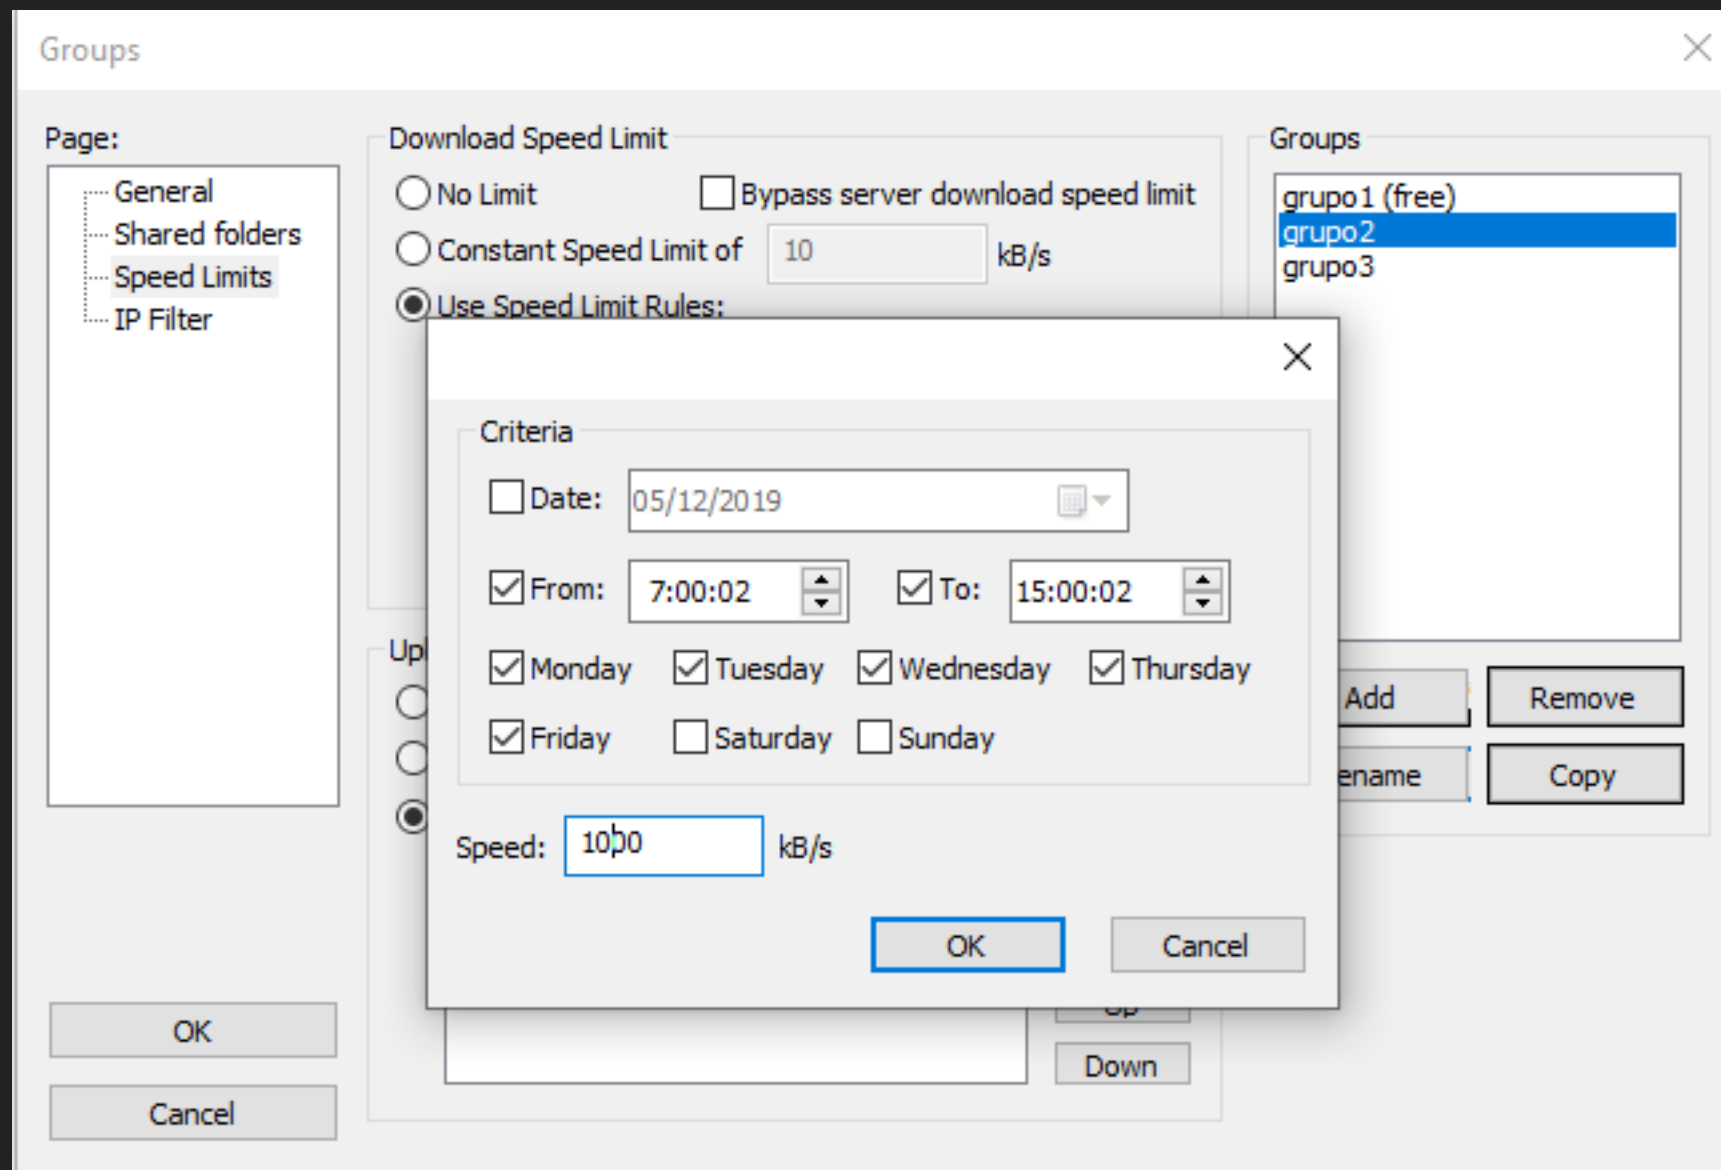 Groups
Page:
General
Shared folders
Speed Limits
IP Filter
OK
Cancel
Download Speed Limit
No Limit
Bypass server download speed limit
Constant Speed Limit of 10 kB/s
Use Speed Limit Rules:
Criteria
Date: 05/12/2019
From: 7:00:02 To: 15:00:02
Monday Tuesday Wednesday Thursday
Friday Saturday Sunday
Speed: 1000 kB/s
OK Cancel
Upl
Up
Down
Groups
grupo1 (free)
grupo2
grupo3
Add Remove
ename Copy